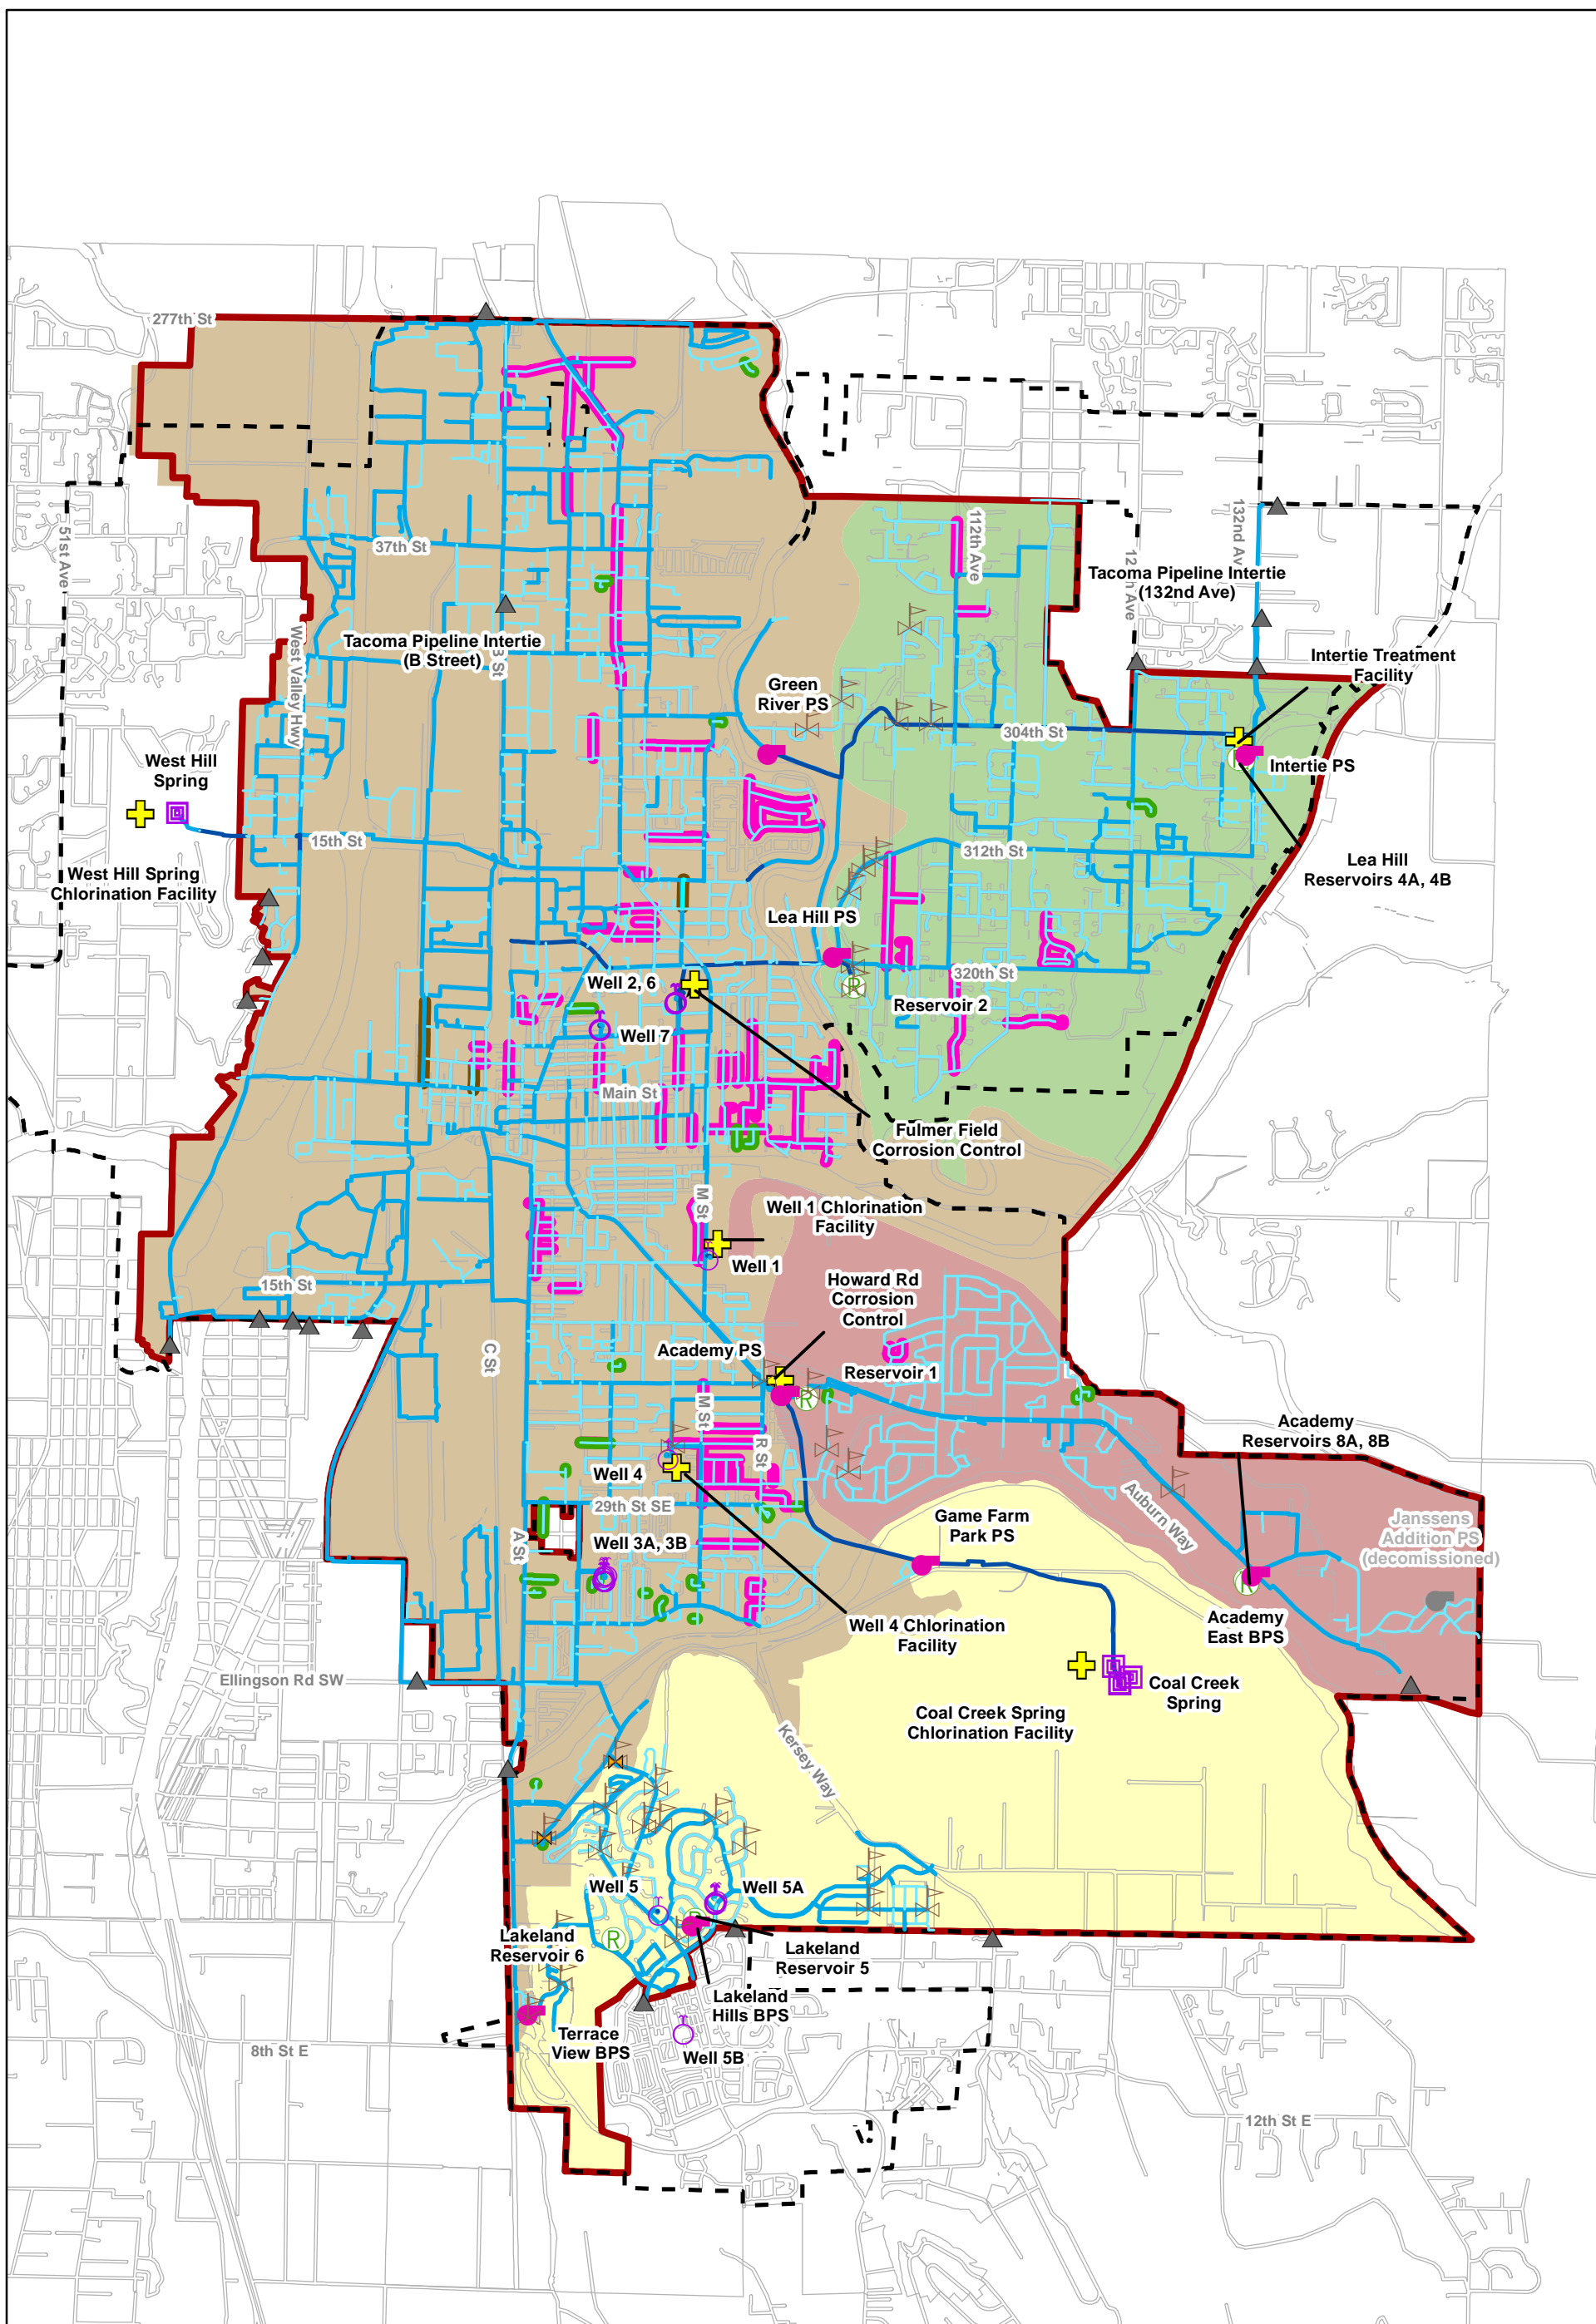 277th St
51st Ave
37th St
112th Ave
132nd Av
Tacoma Pipeline Intertie
(132nd Ave)
West Valley Hwy
Tacoma Pipeline Intertie
(B Street)
B St
Intertie Treatment
Facility
Green
River PS
304th St
Intertie PS
West Hill
Spring
15th St
312th St
Lea Hill
Reservoirs 4A, 4B
West Hill Spring
Chlorination Facility
Lea Hill PS
320th St
Well 2, 6
Reservoir 2
R
Well 7
Main St
Fulmer Field
Corrosion Control
M St
Well 1 Chlorination
Facility
Well 1
15th St
Howard Rd
Corrosion
Control
C St
Academy PS
Reservoir 1
R
M St
R St
Academy
Reservoirs 8A, 8B
Well 4
29th St SE
Auburn Way
Game Farm
Park PS
Janssens
Addition PS
(decomissioned)
A St
Well 3A, 3B
R
Well 4 Chlorination
Facility
Academy
East BPS
Ellingson Rd SW
Coal Creek
Spring
Coal Creek Spring
Chlorination Facility
Kersey Way
Well 5
Well 5A
Lakeland
Reservoir 6
R
Lakeland
Reservoir 5
Lakeland
Hills BPS
Terrace
View BPS
8th St E
Well 5B
12th St E